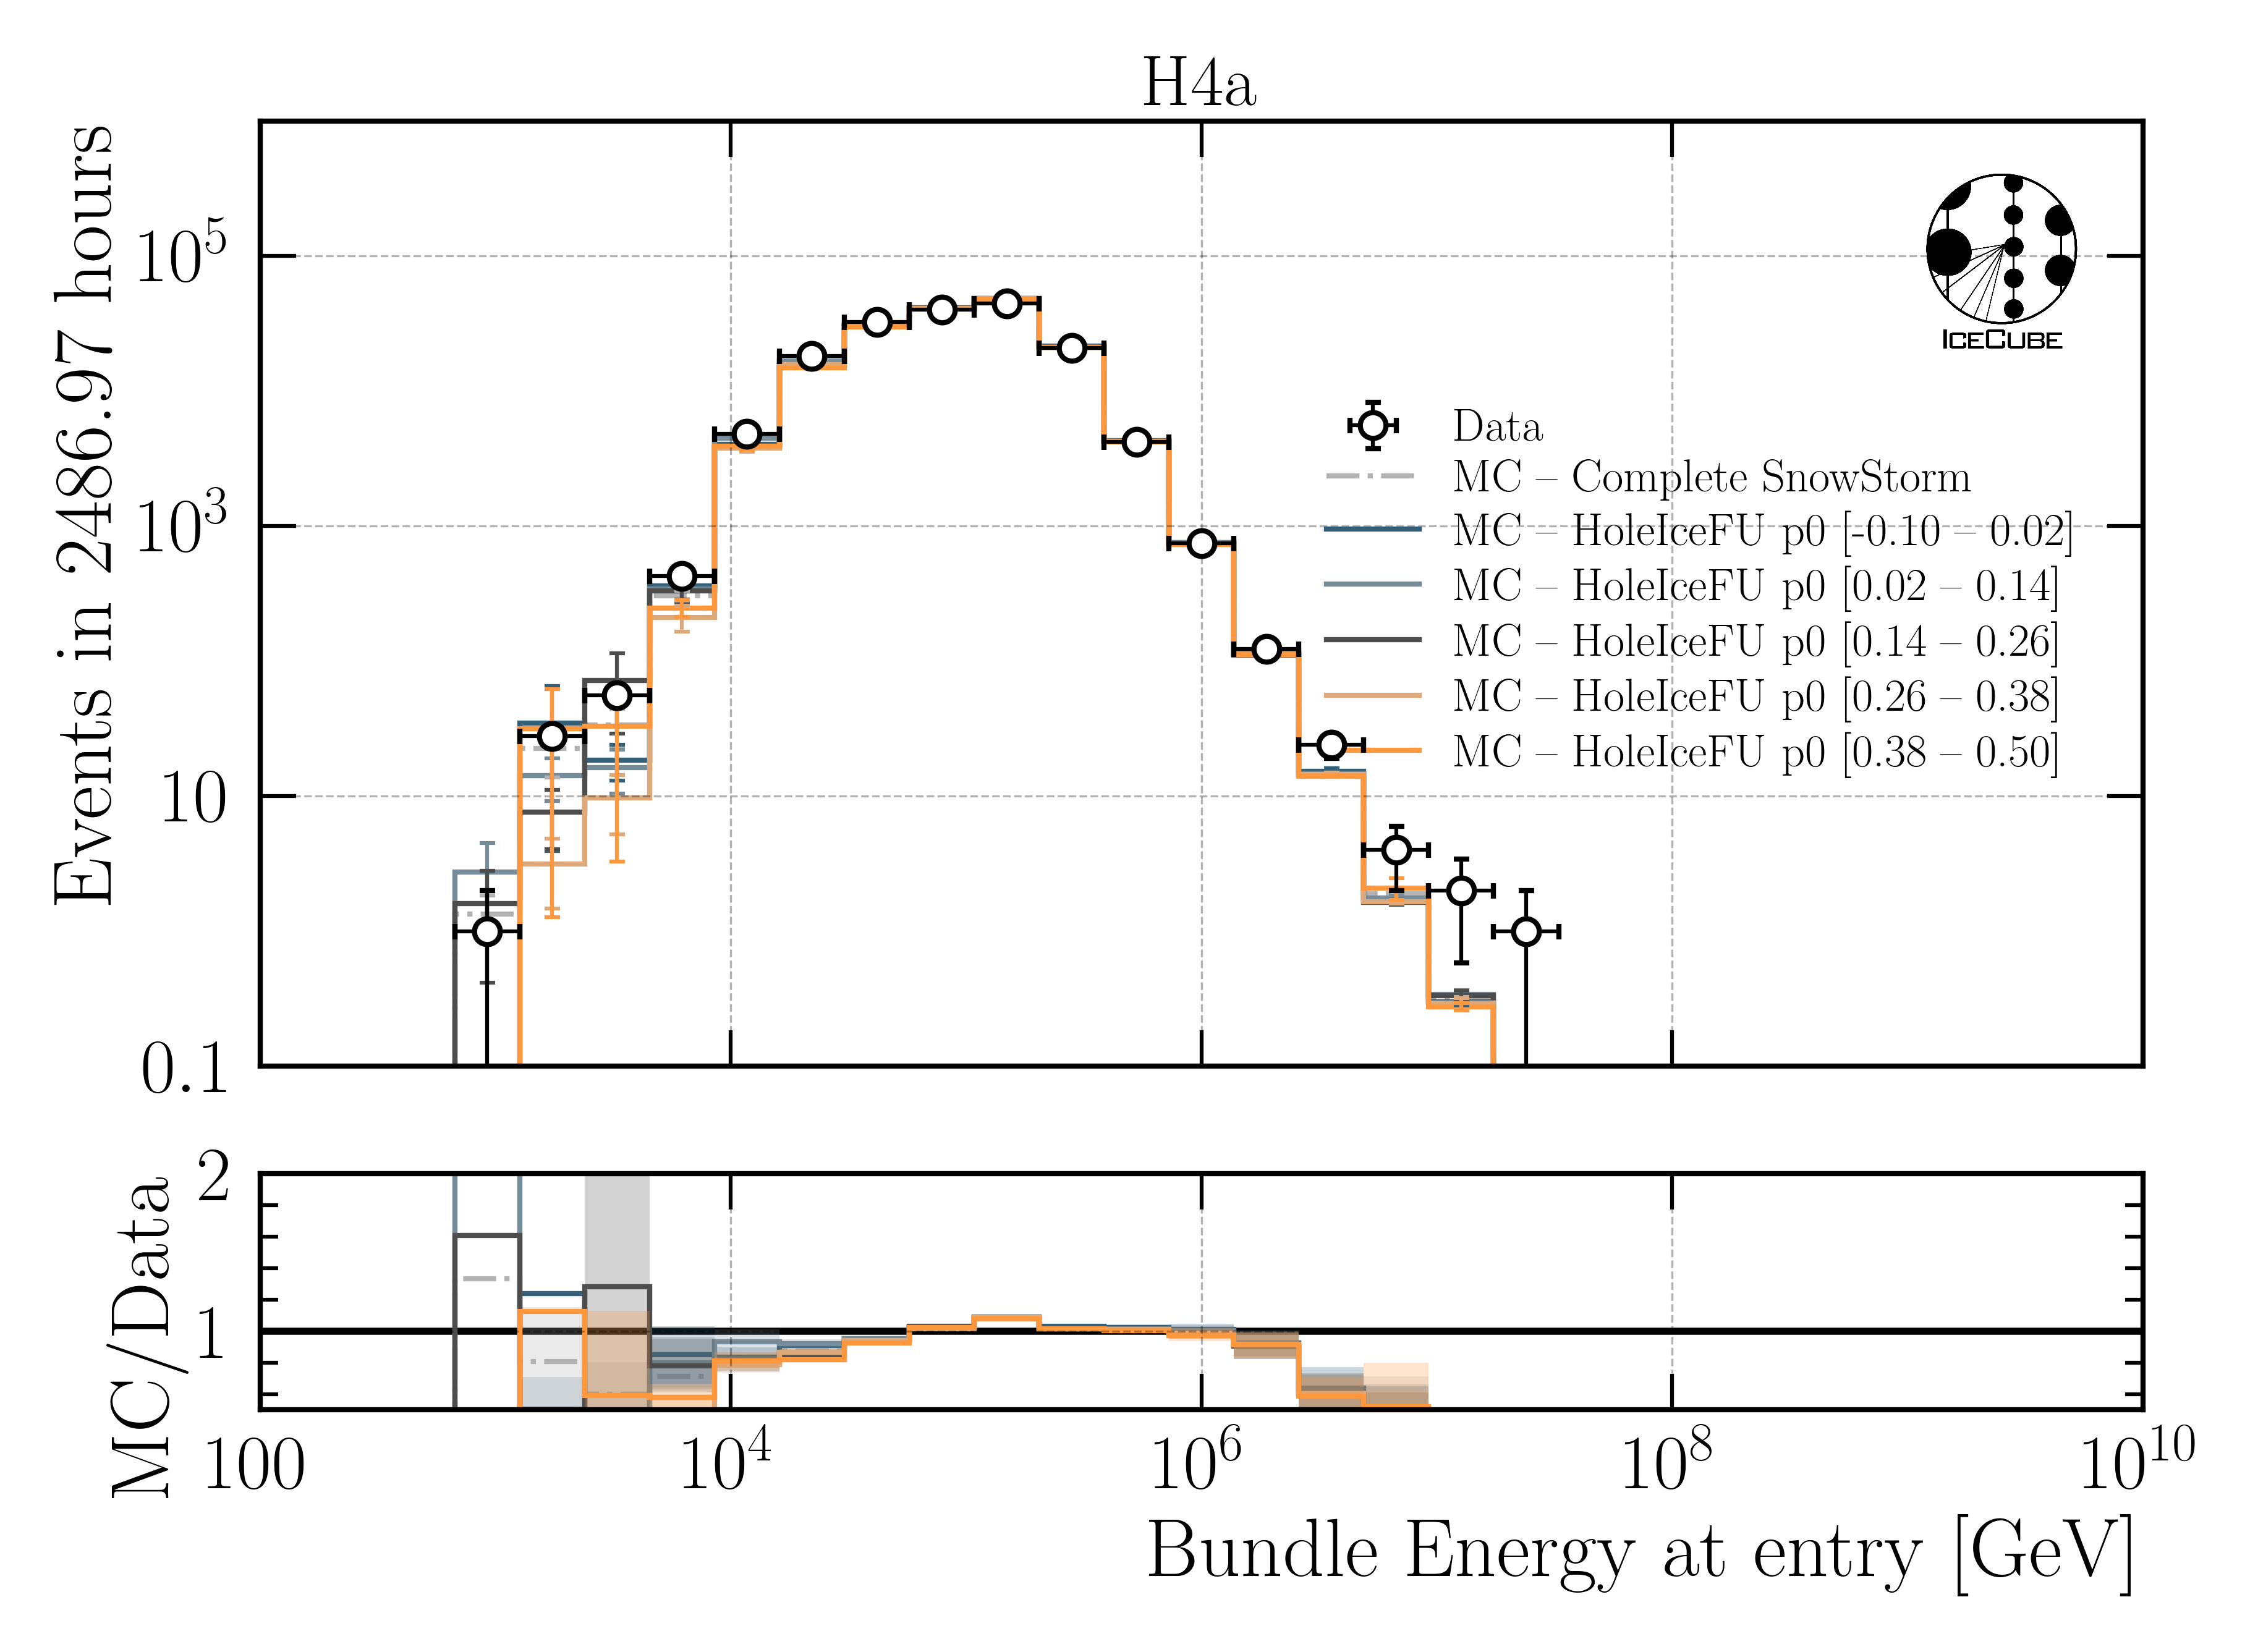 H4a
Events in 2486.97 hours
10^5
10^3
10
0.1
ICECUBE
Data
MC – Complete SnowStorm
MC – HoleIceFU p0 [-0.10 – 0.02]
MC – HoleIceFU p0 [0.02 – 0.14]
MC – HoleIceFU p0 [0.14 – 0.26]
MC – HoleIceFU p0 [0.26 – 0.38]
MC – HoleIceFU p0 [0.38 – 0.50]
MC/Data
2
1
100
10^4
10^6
10^8
10^10
Bundle Energy at entry [GeV]